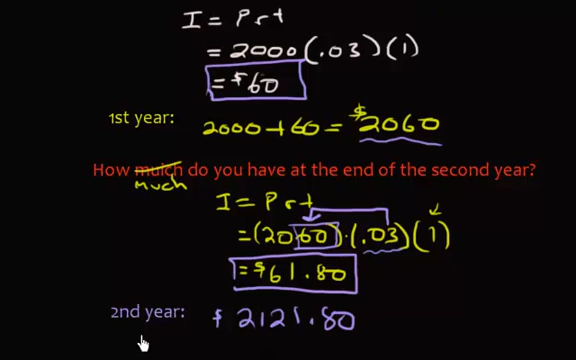 I = Prt
= 2000(.03)(1)
= $60
1st year: 2000+60 = $2060
How muich do you have at the end of the second year?
much
I = Prt
= (2060)·(.03)(1)
= $61.80
2nd year: $2121.80